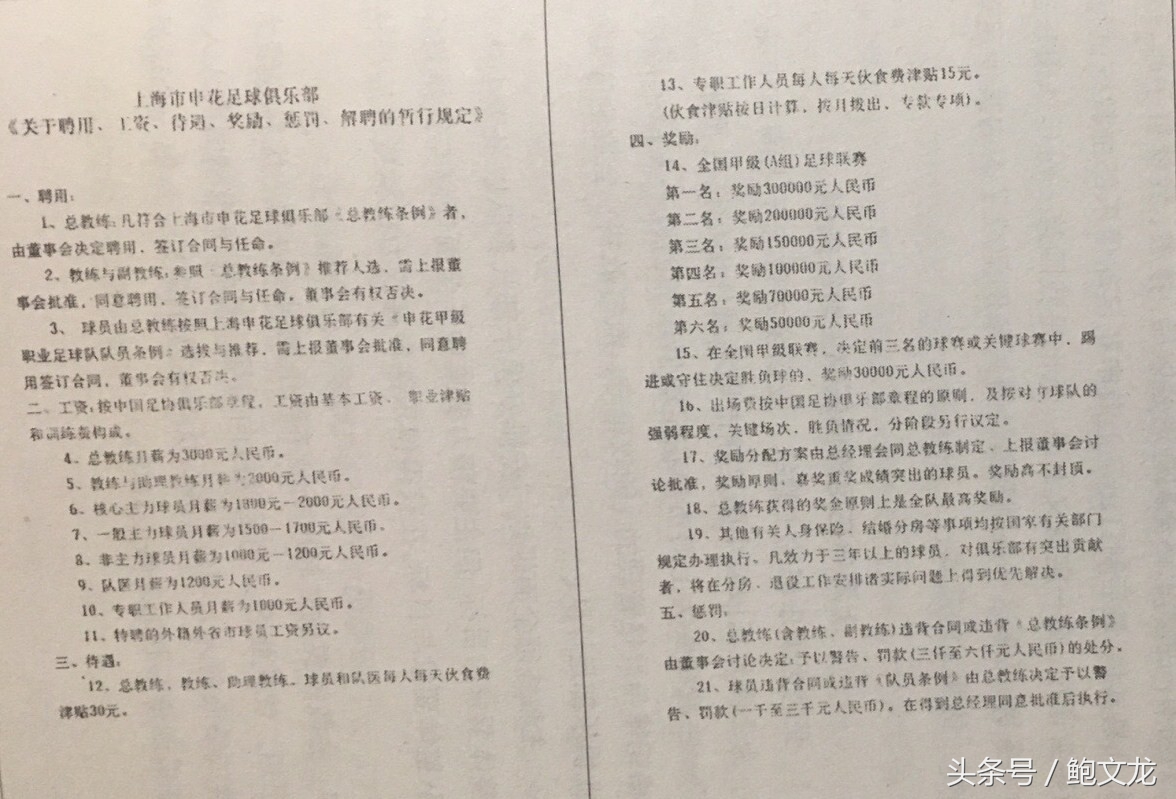 上海市申花足球俱乐部
《关于聘用、工资、待遇、奖励、惩罚、解聘的暂行规定》
一、聘用:
1、总教练:凡符合上海市申花足球俱乐部《总教练条例》者,
由董事会决定聘用、签订合同与任命。
2、教练与副教练:参照《总教练条例》推荐人选,需上报董
事会批准,同意聘用、签订合同与任命。董事会有权否决。
3、球员由总教练按照上海申花足球俱乐部有关《申花甲级
职业足球队队员条例》选拔与推荐,需上报董事会批准,同意聘
用签订合同,董事会有权否决。
二、工资:按中国足协俱乐部章程,工资由基本工资、职业津贴
和训练费构成。
4、总教练月薪为3000元人民币。
5、教练与助理教练月薪为2000元人民币。
6、核心主力球员月薪为1800元—2000元人民币。
7、一般主力球员月薪为1500—1700元人民币。
8、非主力球员月薪为1000元—1200元人民币。
9、队医月薪为1200元人民币。
10、专职工作人员月薪为1000元人民币。
11、特聘的外籍外省市球员工资另议。
三、待遇:
12、总教练、教练、助理教练、球员和队医每人每天伙食费
津贴30元。
13、专职工作人员每人每天伙食费津贴15元。
(伙食津贴按日计算,按月拨出,专款专项)。
四、奖励:
14、全国甲级(A组)足球联赛
第一名:奖励300000元人民币
第二名:奖励200000元人民币
第三名:奖励150000元人民币
第四名:奖励100000元人民币
第五名:奖励70000元人民币
第六名:奖励50000元人民币
15、在全国甲级联赛,决定前三名的球赛或关键球赛中,踢
进或守住决定胜负球的,奖励30000元人民币。
16、出场费按中国足协俱乐部章程的原则,及按对方球队的
强弱程度,关键场次、胜负情况,分阶段另行议定。
17、奖励分配方案由总经理会同总教练制定、上报董事会讨
论批准,奖励原则、嘉奖重奖成绩突出的球员。奖励高不封顶。
18、总教练获得的奖金原则上是全队最高奖励。
19、其他有关人身保险、结婚分房等事项均按国家有关部门
规定办理执行。凡效力于三年以上的球员,对俱乐部有突出贡献
者,将在分房、退役工作安排诸实际问题上得到优先解决。
五、惩罚:
20、总教练(含教练、副教练)违背合同或违背《总教练条例》
由董事会讨论决定:予以警告、罚款(三仟至六仟元人民币)的处分。
21、球员违背合同或违背《队员条例》由总教练决定予以警
告、罚款(一千至三千元人民币)。在得到总经理同意批准后执行。
头条号 / 鲍文龙